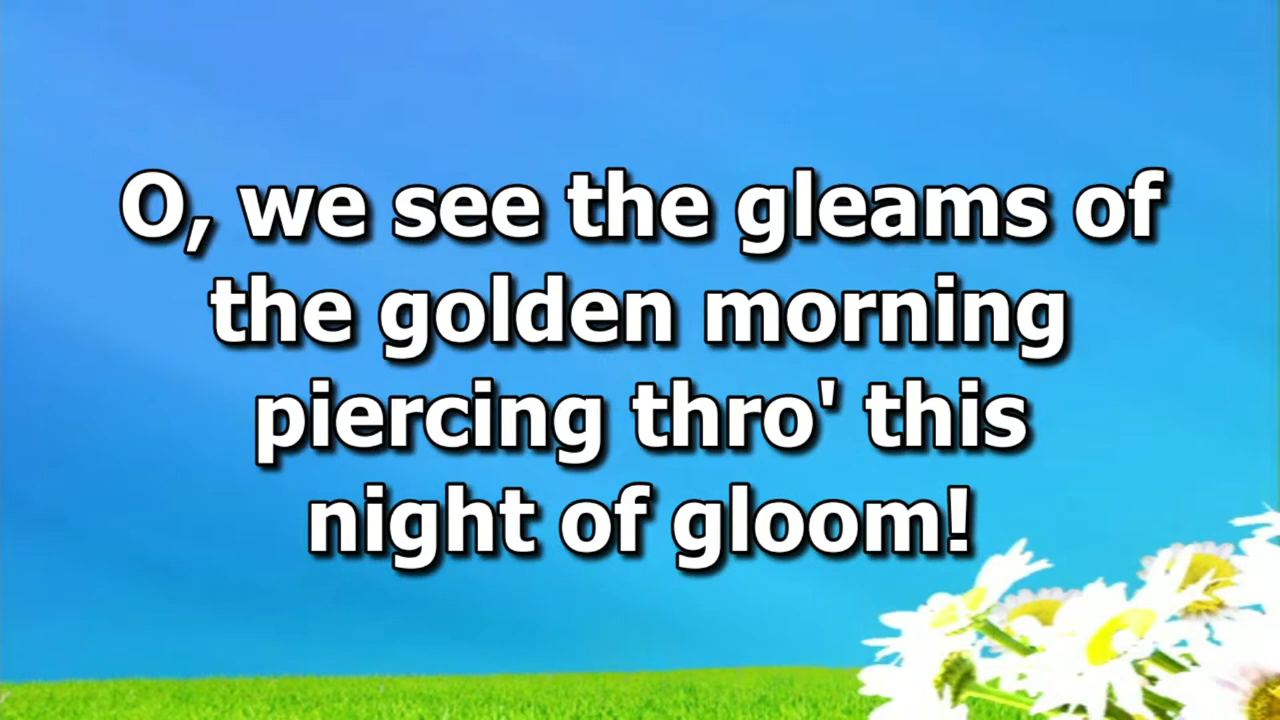 O, we see the gleams of
the golden morning
piercing thro' this
night of gloom!